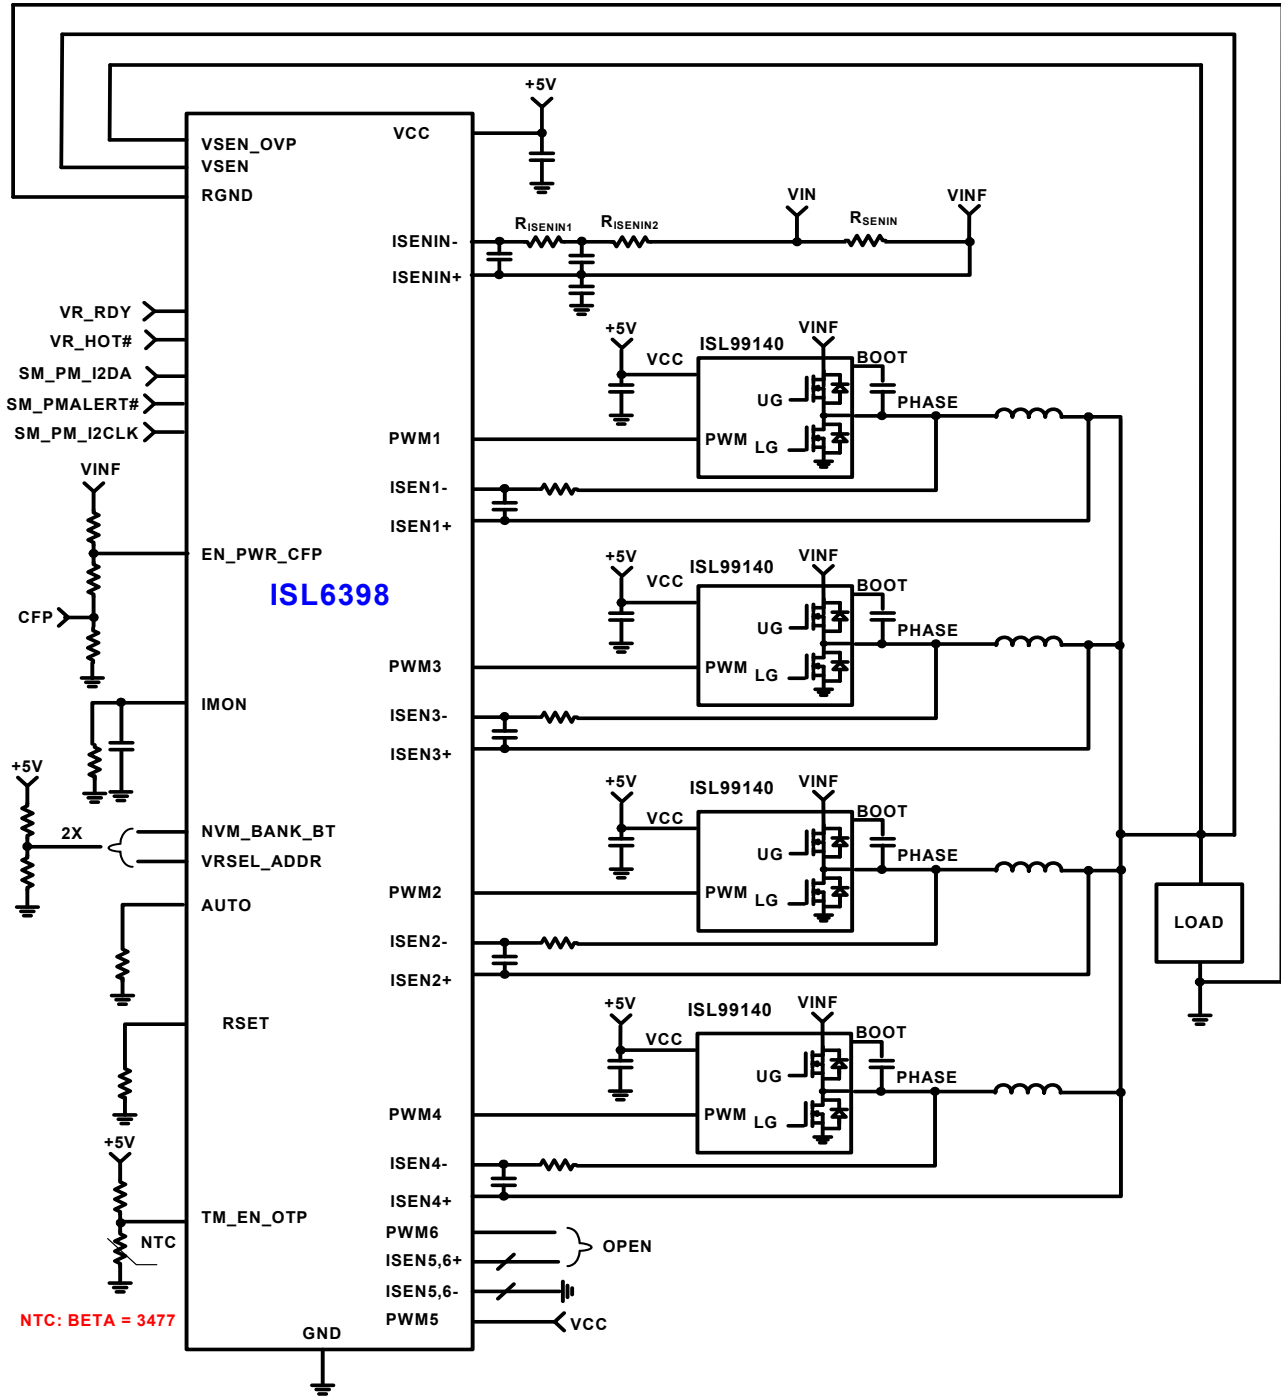 +5V
VSEN_OVP
VCC
VSEN
RGND
VIN
VINF
RISENIN1
RISENIN2
RSENIN
ISENIN-
ISENIN+
VR_RDY
VR_HOT#
SM_PM_I2DA
SM_PMALERT#
SM_PM_I2CLK
+5V
ISL99140
VINF
VCC
BOOT
UG
PHASE
PWM1
PWM
LG
VINF
ISEN1-
ISEN1+
EN_PWR_CFP
ISL6398
CFP
+5V
ISL99140
VINF
VCC
BOOT
UG
PHASE
PWM3
PWM
LG
IMON
ISEN3-
ISEN3+
+5V
2X
NVM_BANK_BT
VRSEL_ADDR
+5V
ISL99140
VINF
VCC
BOOT
UG
PHASE
PWM2
PWM
LG
AUTO
LOAD
ISEN2-
ISEN2+
RSET
+5V
ISL99140
VINF
VCC
BOOT
UG
PHASE
PWM4
PWM
LG
+5V
ISEN4-
ISEN4+
TM_EN_OTP
NTC
PWM6
OPEN
ISEN5,6+
ISEN5,6-
NTC: BETA = 3477
PWM5
VCC
GND